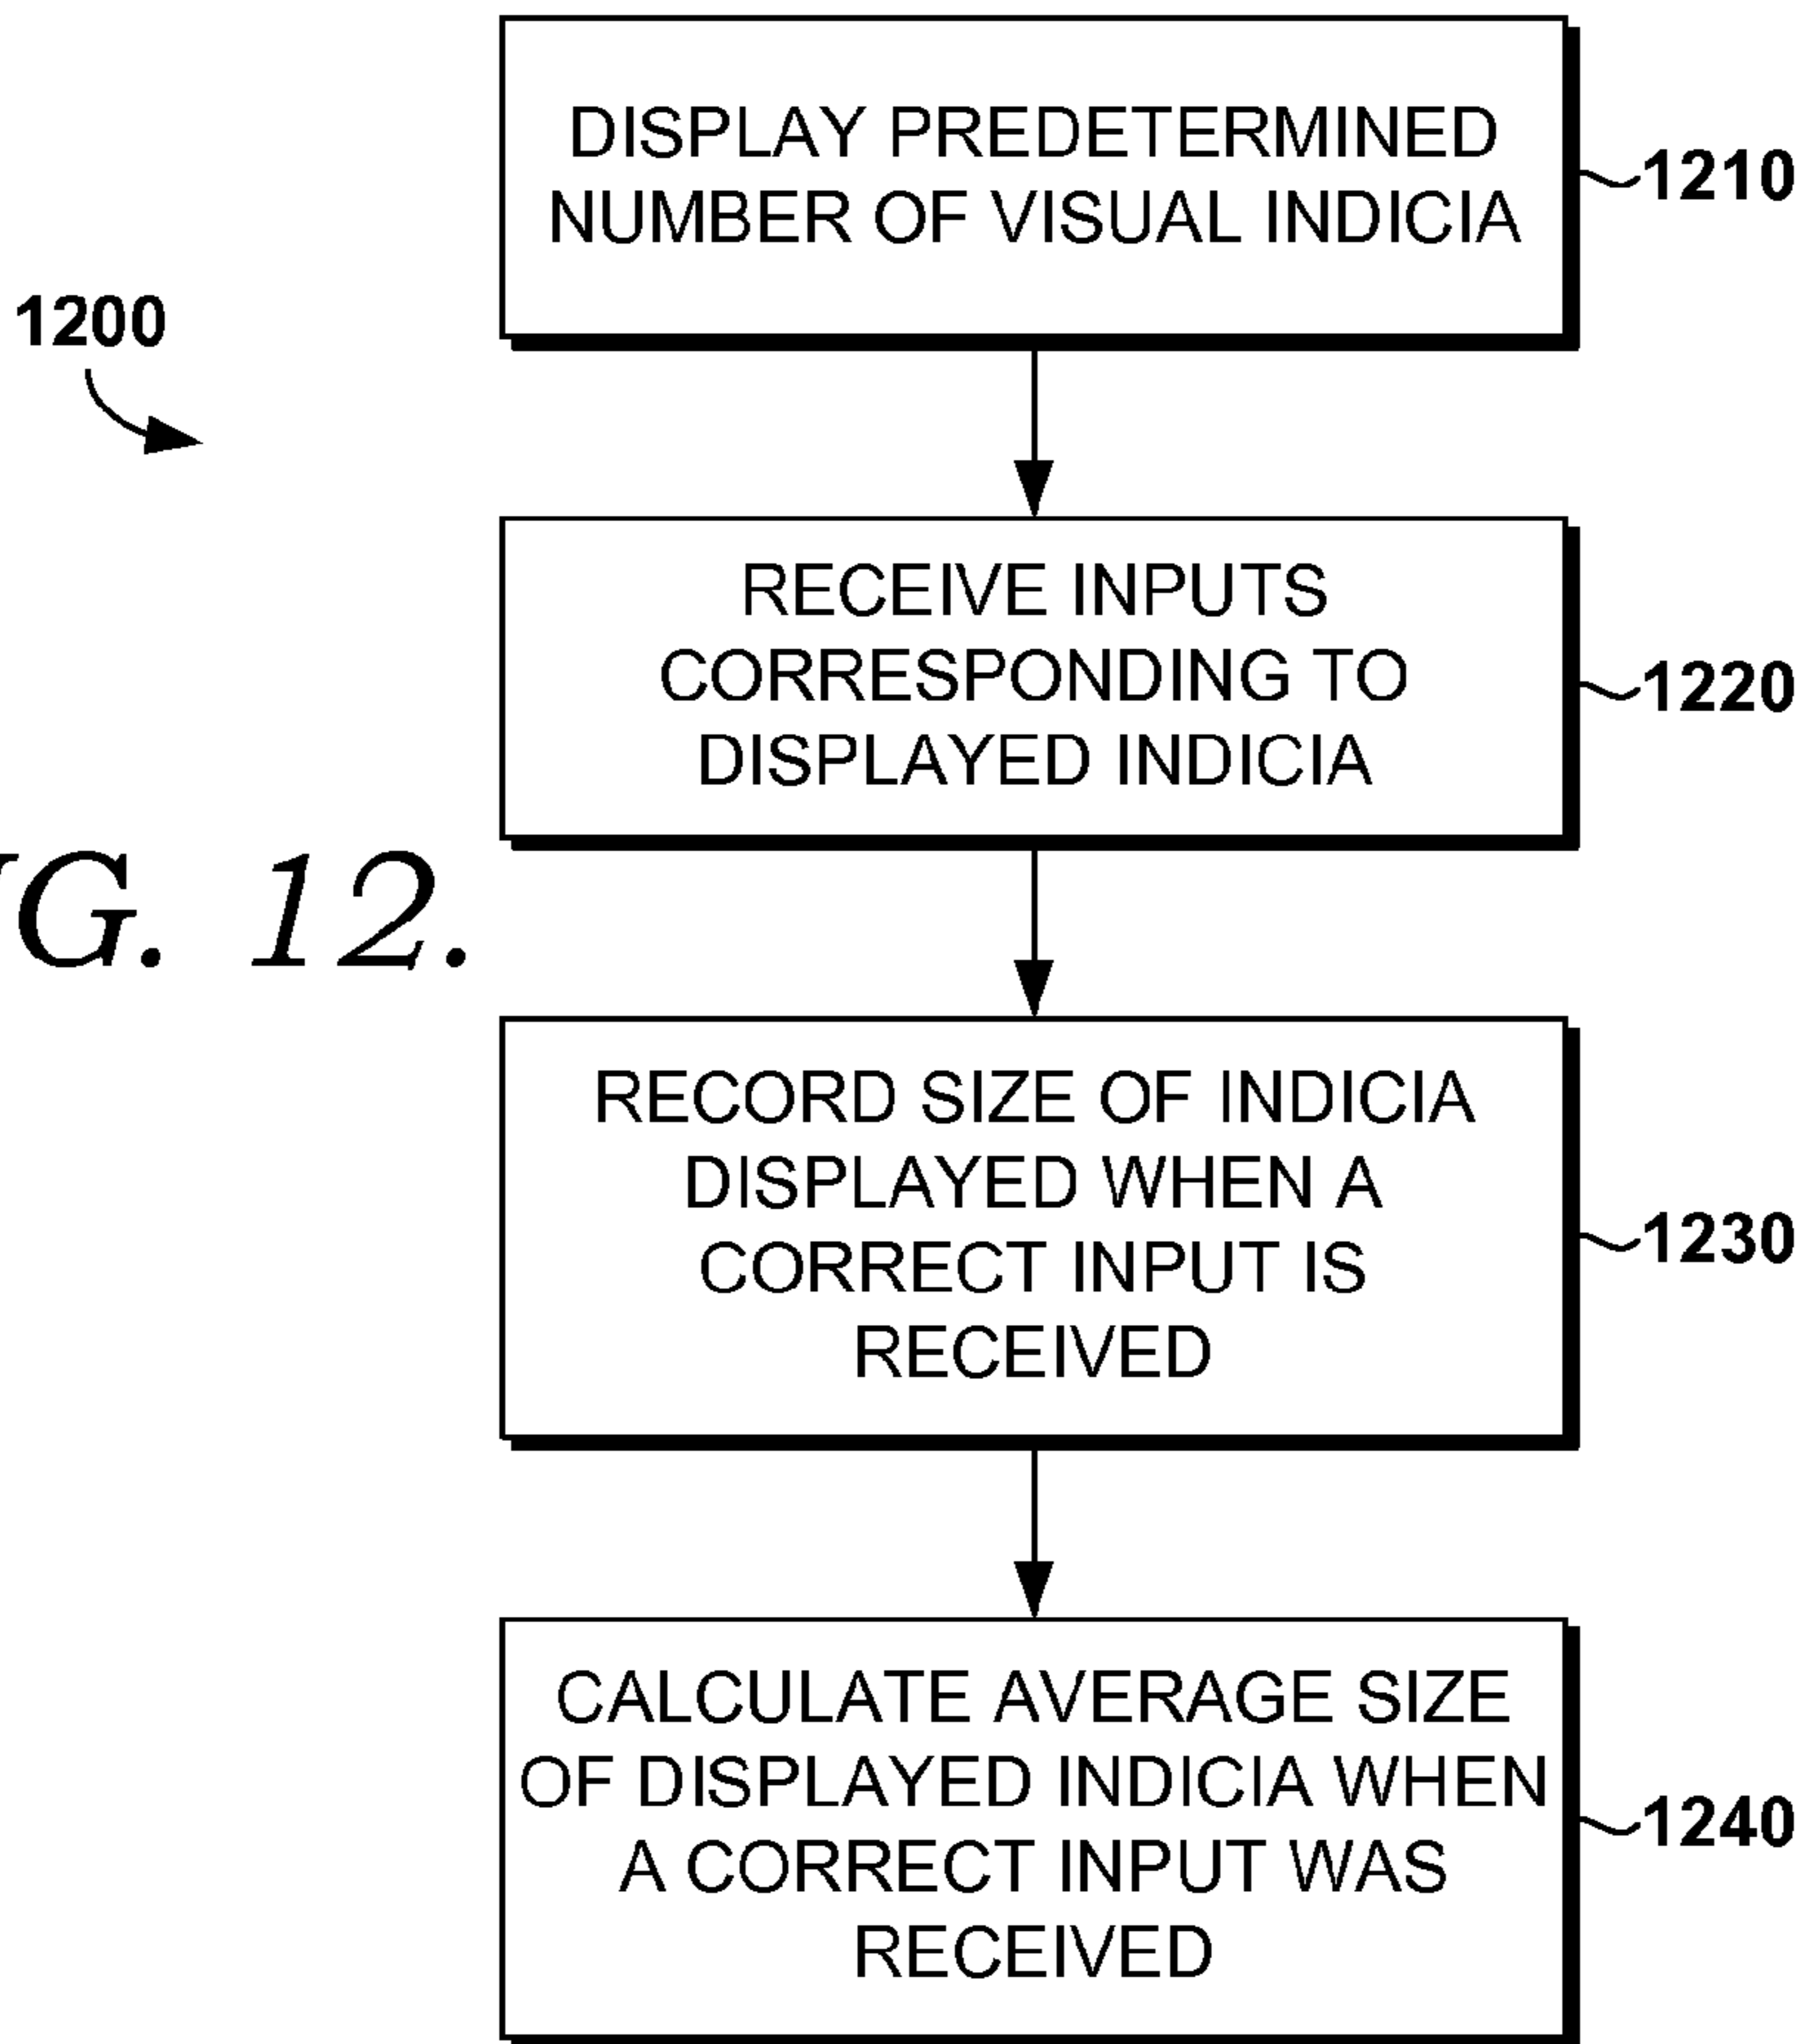 DISPLAY PREDETERMINED
NUMBER OF VISUAL INDICIA
1210
1200
RECEIVE INPUTS
CORRESPONDING TO
DISPLAYED INDICIA
1220
G. 12.
RECORD SIZE OF INDICIA
DISPLAYED WHEN A
CORRECT INPUT IS
RECEIVED
1230
CALCULATE AVERAGE SIZE
OF DISPLAYED INDICIA WHEN
A CORRECT INPUT WAS
RECEIVED
1240